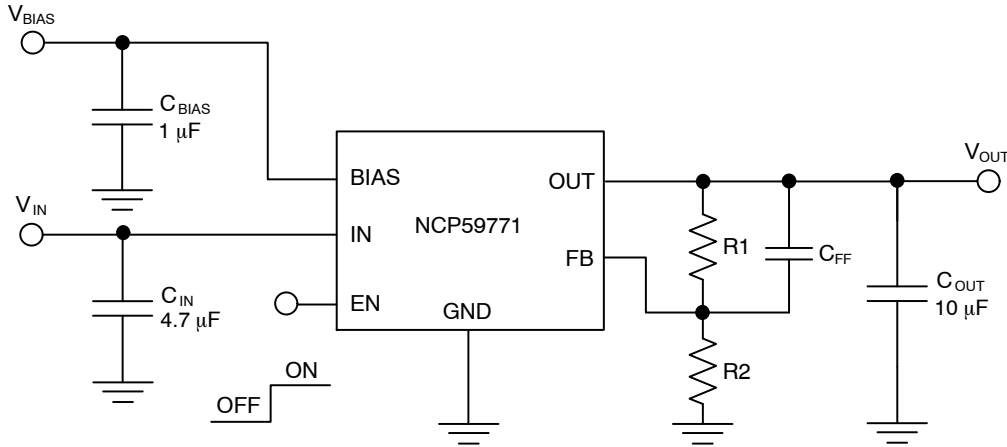 VBIAS
CBIAS
1 μF
VIN
CIN
4.7 μF
OFF
ON
BIAS
IN
EN
NCP59771
GND
OUT
FB
R1
R2
CFF
COUT
10 μF
VOUT